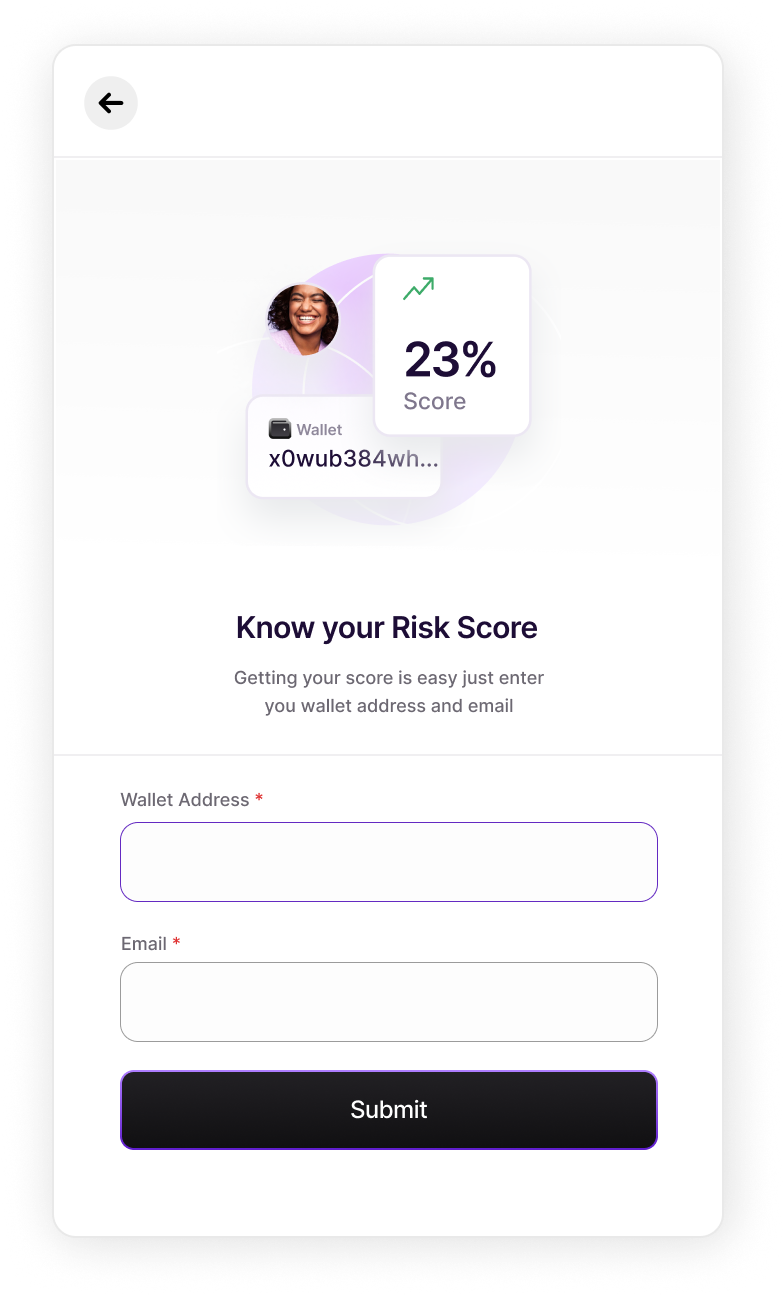 23%
Score
Wallet
x0wub384wh...
Know your Risk Score
Getting your score is easy just enter
you wallet address and email
Wallet Address *
Email *
Submit